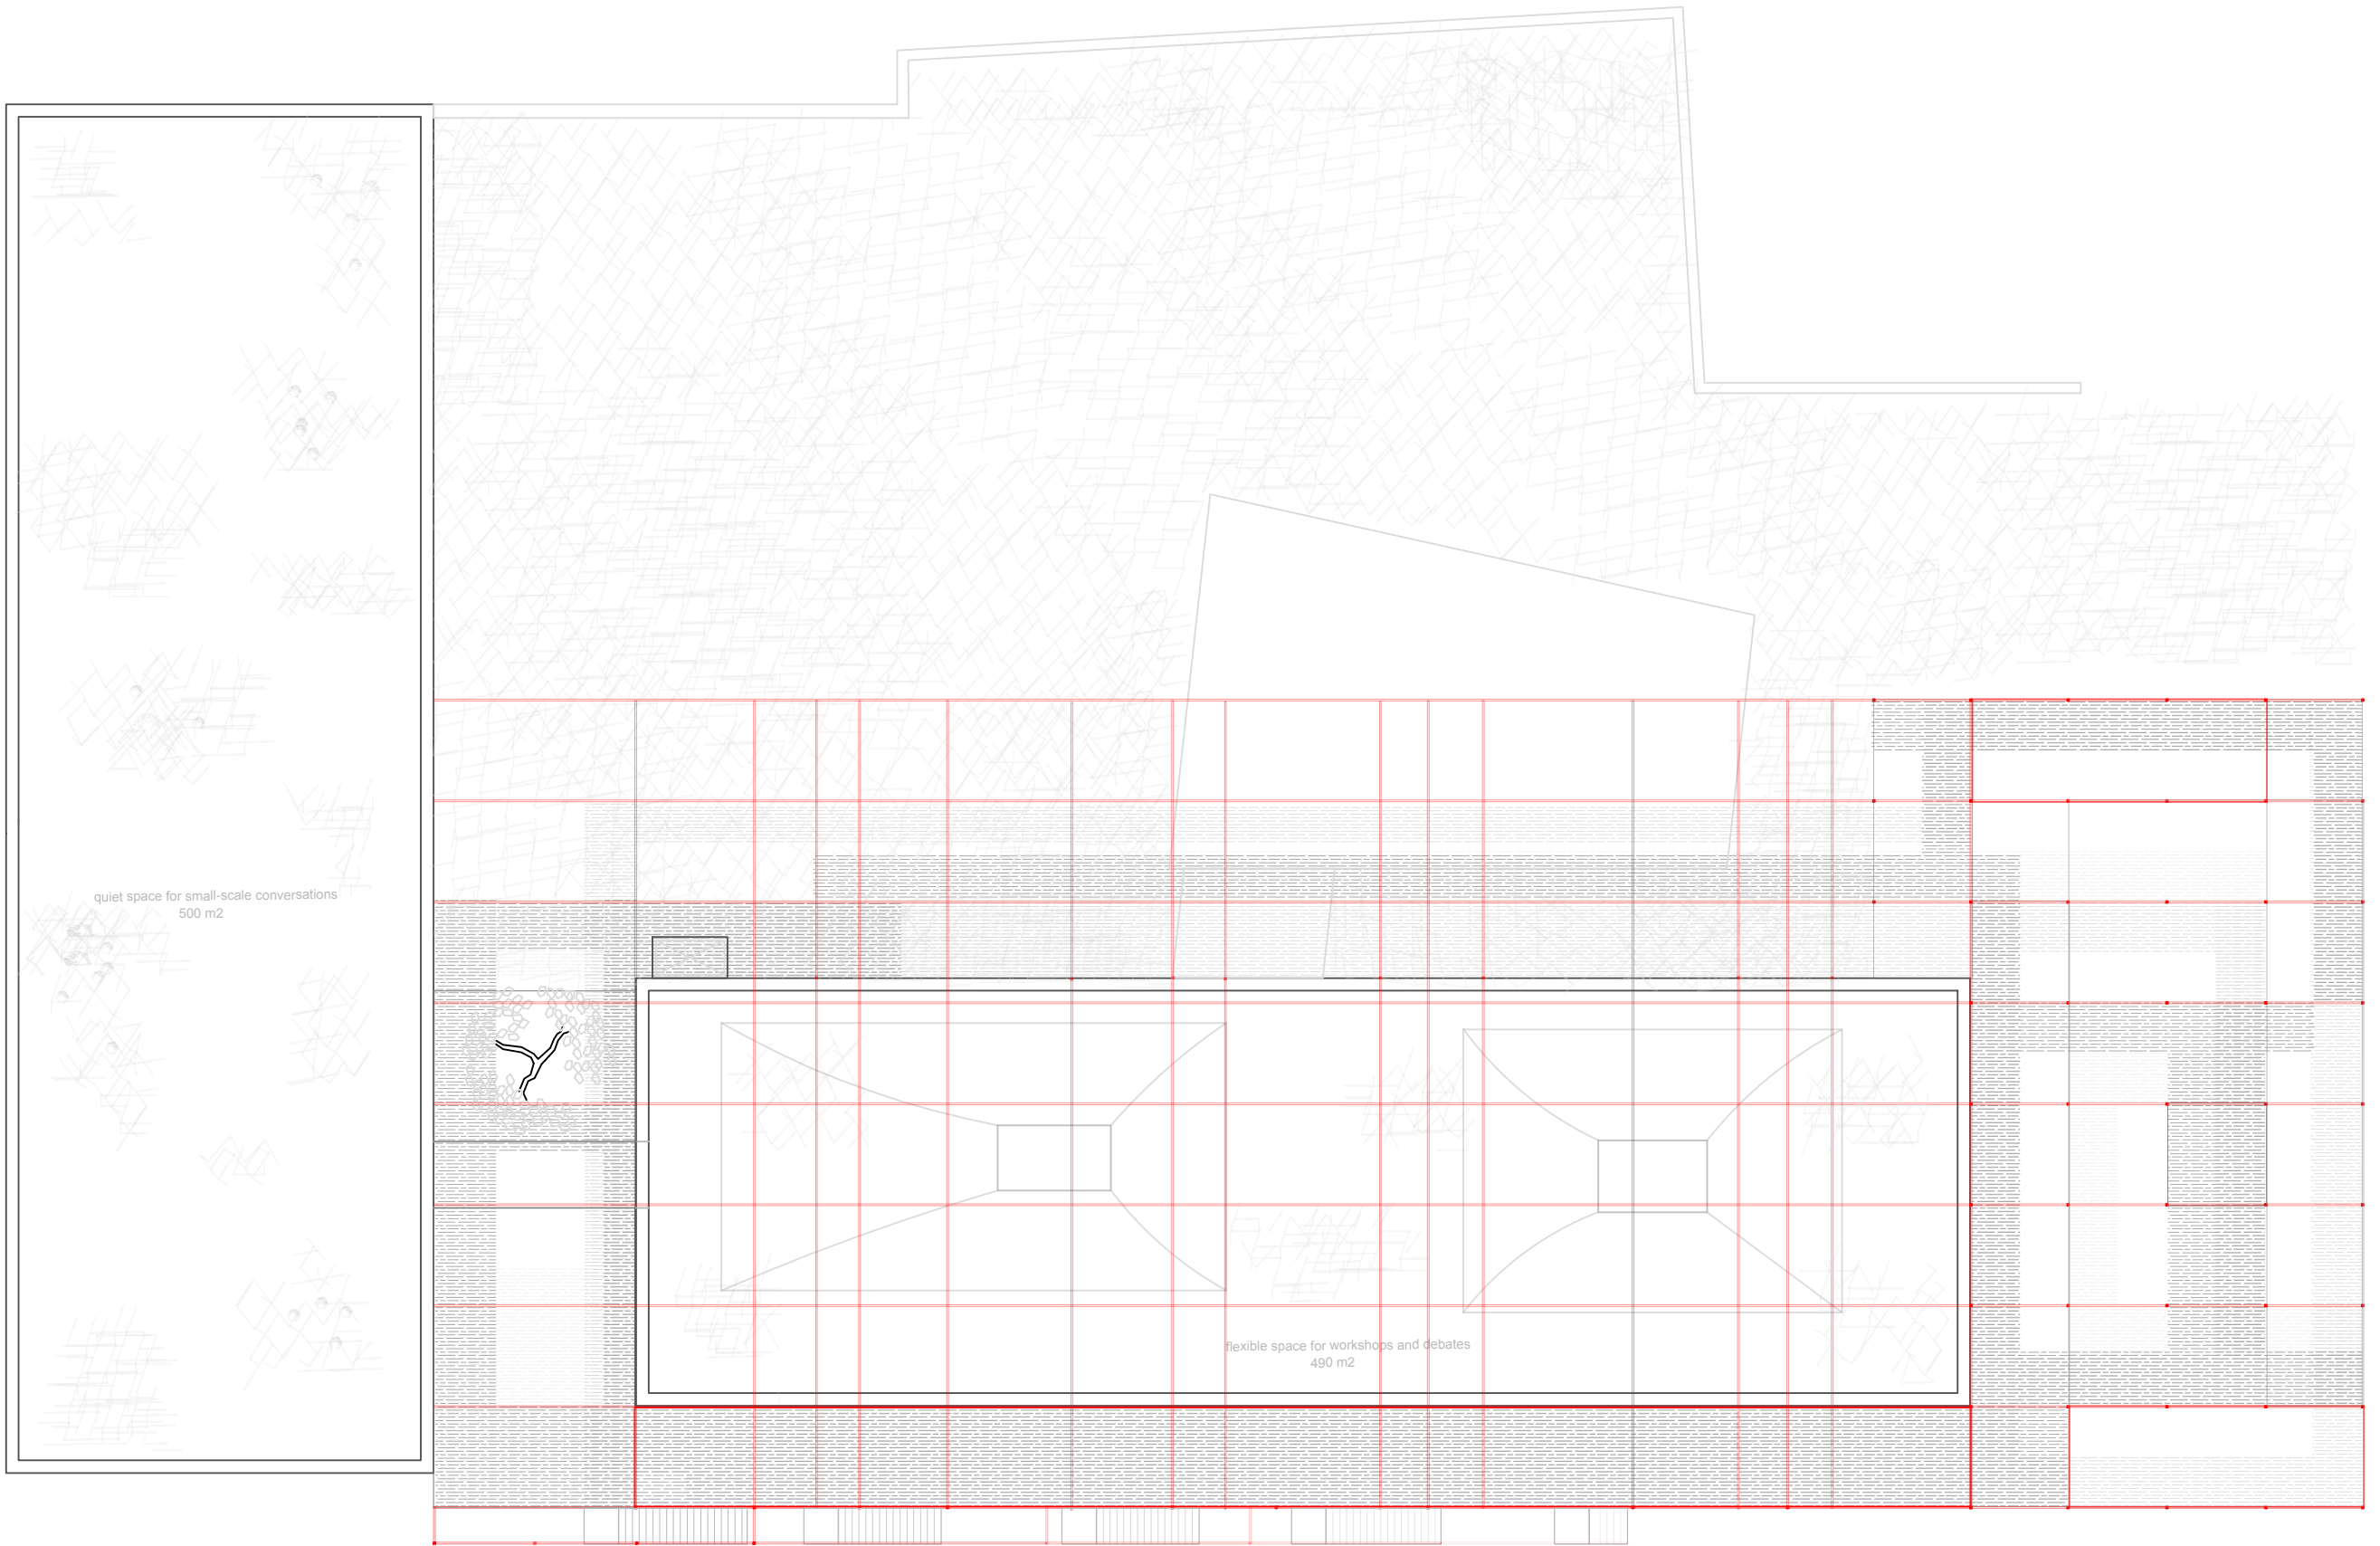 quiet space for small-scale conversations
500 m2
flexible space for workshops and debates
490 m2